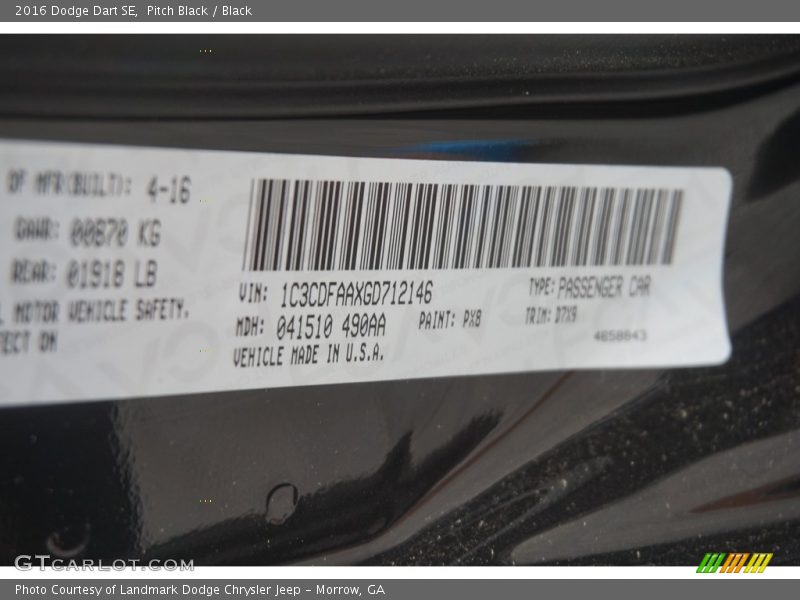 2016 Dodge Dart SE, Pitch Black / Black
OF MFR(BUILT): 4-16
GAWR: 00870 KG
REAR: 01918 LB
L MOTOR VEHICLE SAFETY,
FECT ON
VIN: 1C3CDFAAXGD712146
TYPE: PASSENGER CAR
MDH: 041510 490AA
PAINT: PX8
TRIM: D7X9
VEHICLE MADE IN U.S.A.
4658843
GTCARLOT.COM
Photo Courtesy of Landmark Dodge Chrysler Jeep - Morrow, GA